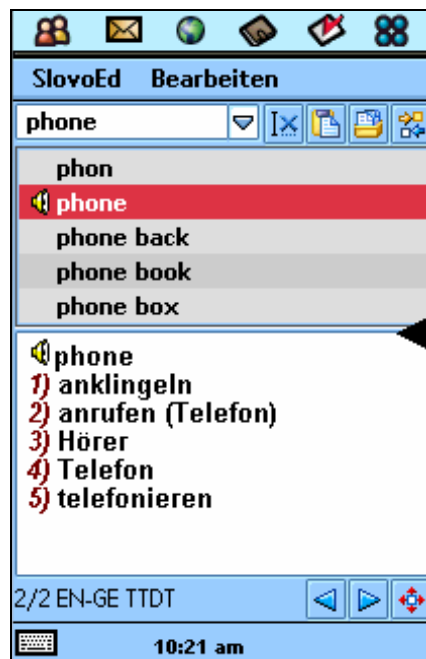 SlovoEd Bearbeiten
phone
phon
phone
phone back
phone book
phone box
phone
1) anklingeln
2) anrufen (Telefon)
3) Hörer
4) Telefon
5) telefonieren
2/2 EN-GE TTDT
10:21 am